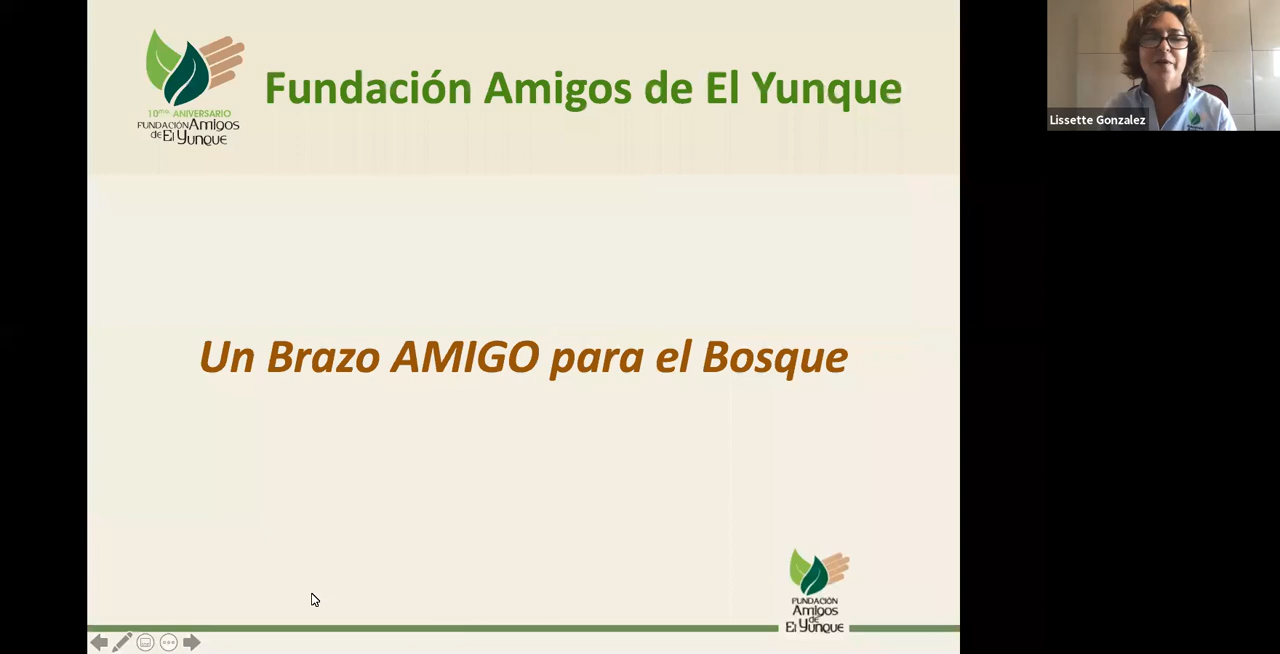 10mo ANIVERSARIO
FUNDACIÓN Amigos
de El Yunque
Fundación Amigos de El Yunque
Lissette Gonzalez
Un Brazo AMIGO para el Bosque
FUNDACIÓN
Amigos
de
El Yunque